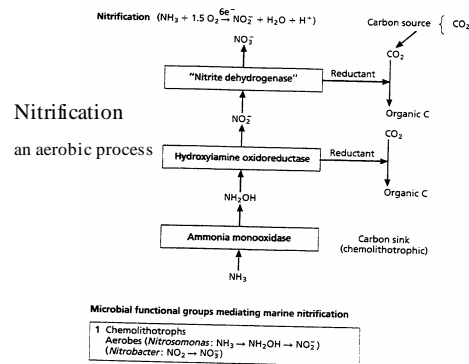 Nitrification (NH₃ + 1.5 O₂ 6e⁻→ NO₂⁻ + H₂O + H⁺)
Carbon source { CO₂
NO₃⁻
CO₂
"Nitrite dehydrogenase"
Reductant
Organic C
Nitrification
NO₂⁻
CO₂
an aerobic process
Hydroxylamine oxidoreductase
Reductant
NH₂OH
Organic C
Ammonia monooxidase
Carbon sink
(chemolithotrophic)
NH₃
Microbial functional groups mediating marine nitrification
1 Chemolithotrophs
Aerobes (Nitrosomonas: NH₃ → NH₂OH → NO₂⁻)
(Nitrobacter: NO₂ → NO₃⁻)